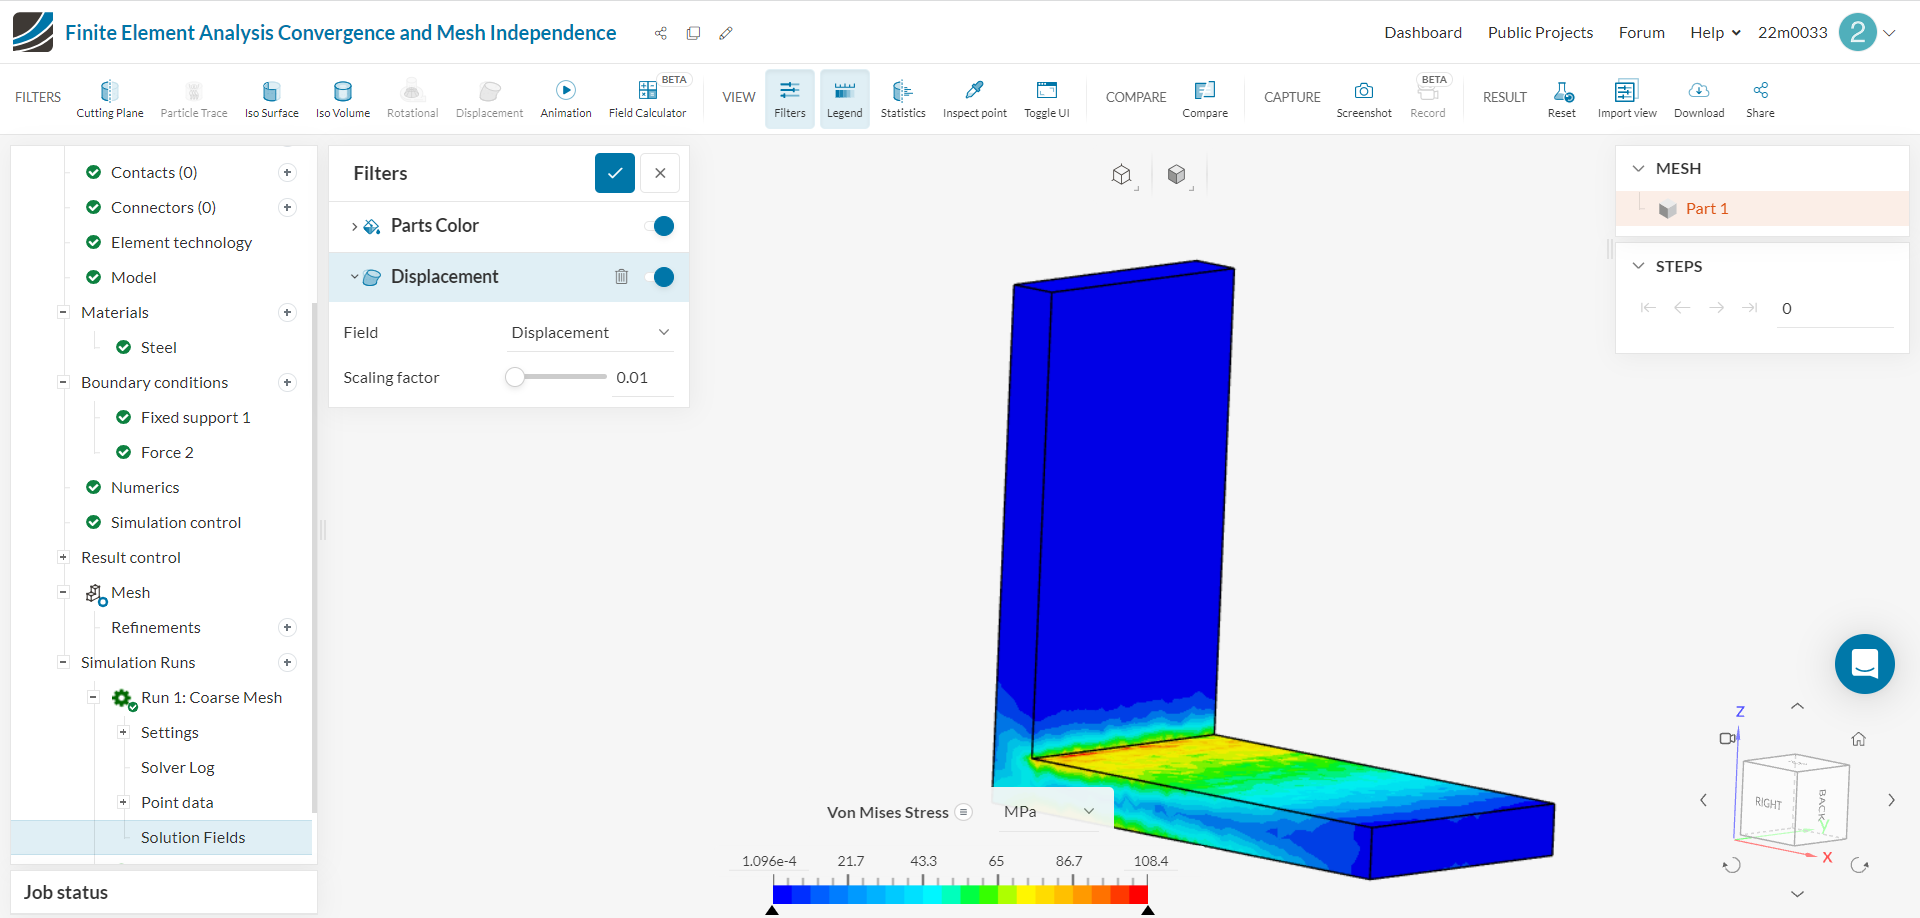 Finite Element Analysis Convergence and Mesh Independence
Dashboard Public Projects Forum Help 22m0033 2
FILTERS Cutting Plane Particle Trace Iso Surface Iso Volume Rotational Displacement Animation Field Calculator BETA
VIEW Filters Legend Statistics Inspect point Toggle UI
COMPARE Compare
CAPTURE Screenshot Record BETA
RESULT Reset Import view Download Share
Contacts (0)
Connectors (0)
Element technology
Model
Materials
Steel
Boundary conditions
Fixed support 1
Force 2
Numerics
Simulation control
Result control
Mesh
Refinements
Simulation Runs
Run 1: Coarse Mesh
Settings
Solver Log
Point data
Solution Fields
Job status
Filters
Parts Color
Displacement
Field Displacement
Scaling factor 0.01
MESH
Part 1
STEPS
0
Von Mises Stress MPa
1.096e-4 21.7 43.3 65 86.7 108.4
Z
RIGHT BACK
Y
X